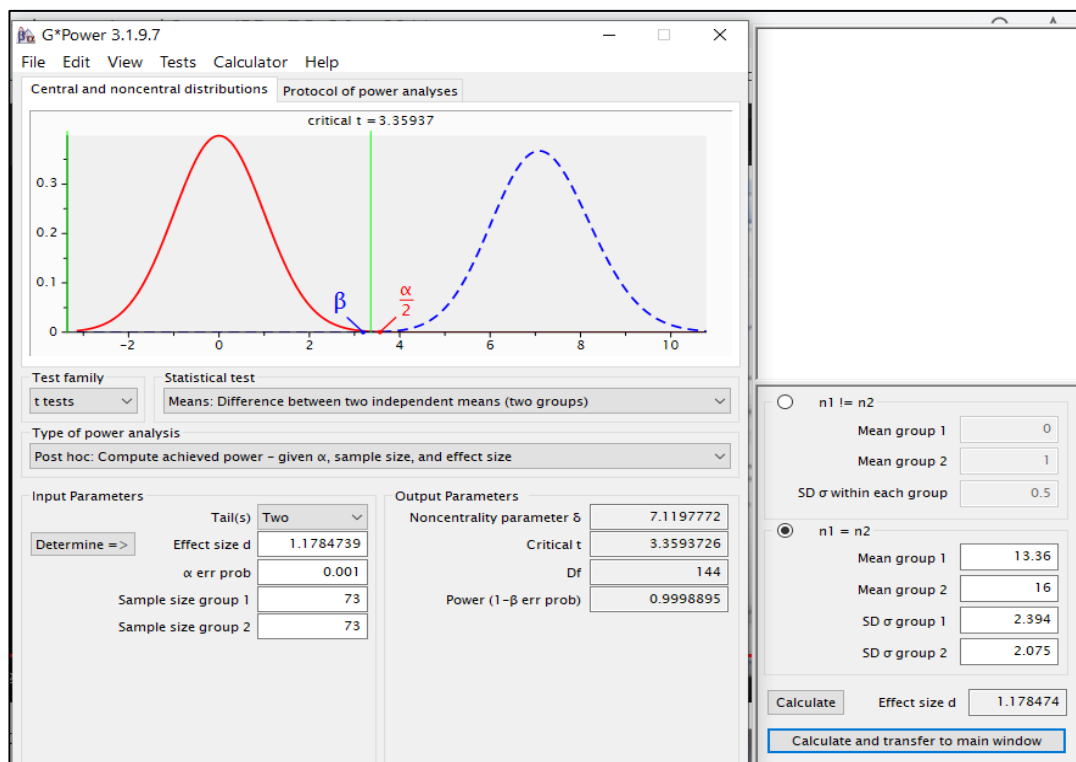 G*Power 3.1.9.7
File Edit View Tests Calculator Help
Central and noncentral distributions Protocol of power analyses
critical t = 3.35937
0.3
0.2
0.1
0
β
α
2
-2 0 2 4 6 8 10
Test family Statistical test
t tests Means: Difference between two independent means (two groups)
Type of power analysis
Post hoc: Compute achieved power – given α, sample size, and effect size
Input Parameters
Tail(s) Two
Determine => Effect size d 1.1784739
α err prob 0.001
Sample size group 1 73
Sample size group 2 73
Output Parameters
Noncentrality parameter δ 7.1197772
Critical t 3.3593726
Df 144
Power (1-β err prob) 0.9998895
n1 != n2
Mean group 1 0
Mean group 2 1
SD σ within each group 0.5
n1 = n2
Mean group 1 13.36
Mean group 2 16
SD σ group 1 2.394
SD σ group 2 2.075
Calculate Effect size d 1.178474
Calculate and transfer to main window